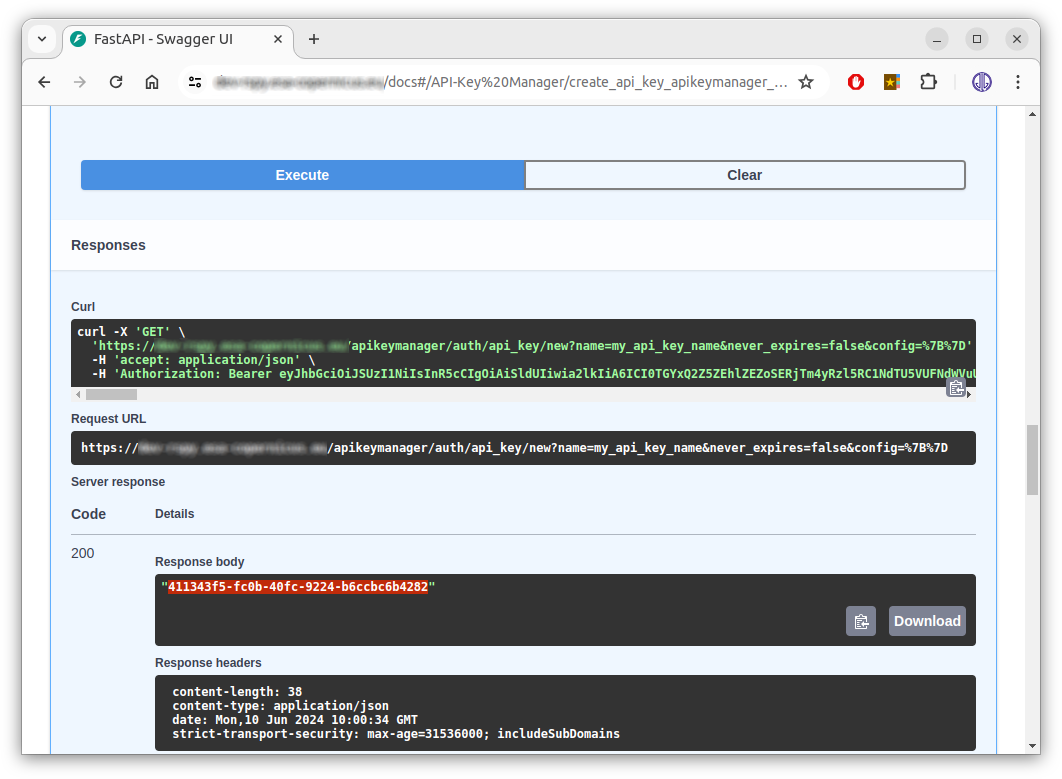 FastAPI - Swagger UI
/docs#/API-Key%20Manager/create_api_key_apikeymanager_...
Execute
Clear
Responses
Curl
curl -X 'GET' \
'https:// /apikeymanager/auth/api_key/new?name=my_api_key_name&never_expires=false&config=%7B%7D'
-H 'accept: application/json' \
-H 'Authorization: Bearer
Request URL
https:// /apikeymanager/auth/api_key/new?name=my_api_key_name&never_expires=false&config=%7B%7D
Server response
Code
Details
200
Response body
"411343f5-fc0b-40fc-9224-b6ccbc6b4282"
Download
Response headers
content-length: 38
content-type: application/json
date: Mon,10 Jun 2024 10:00:34 GMT
strict-transport-security: max-age=31536000; includeSubDomains